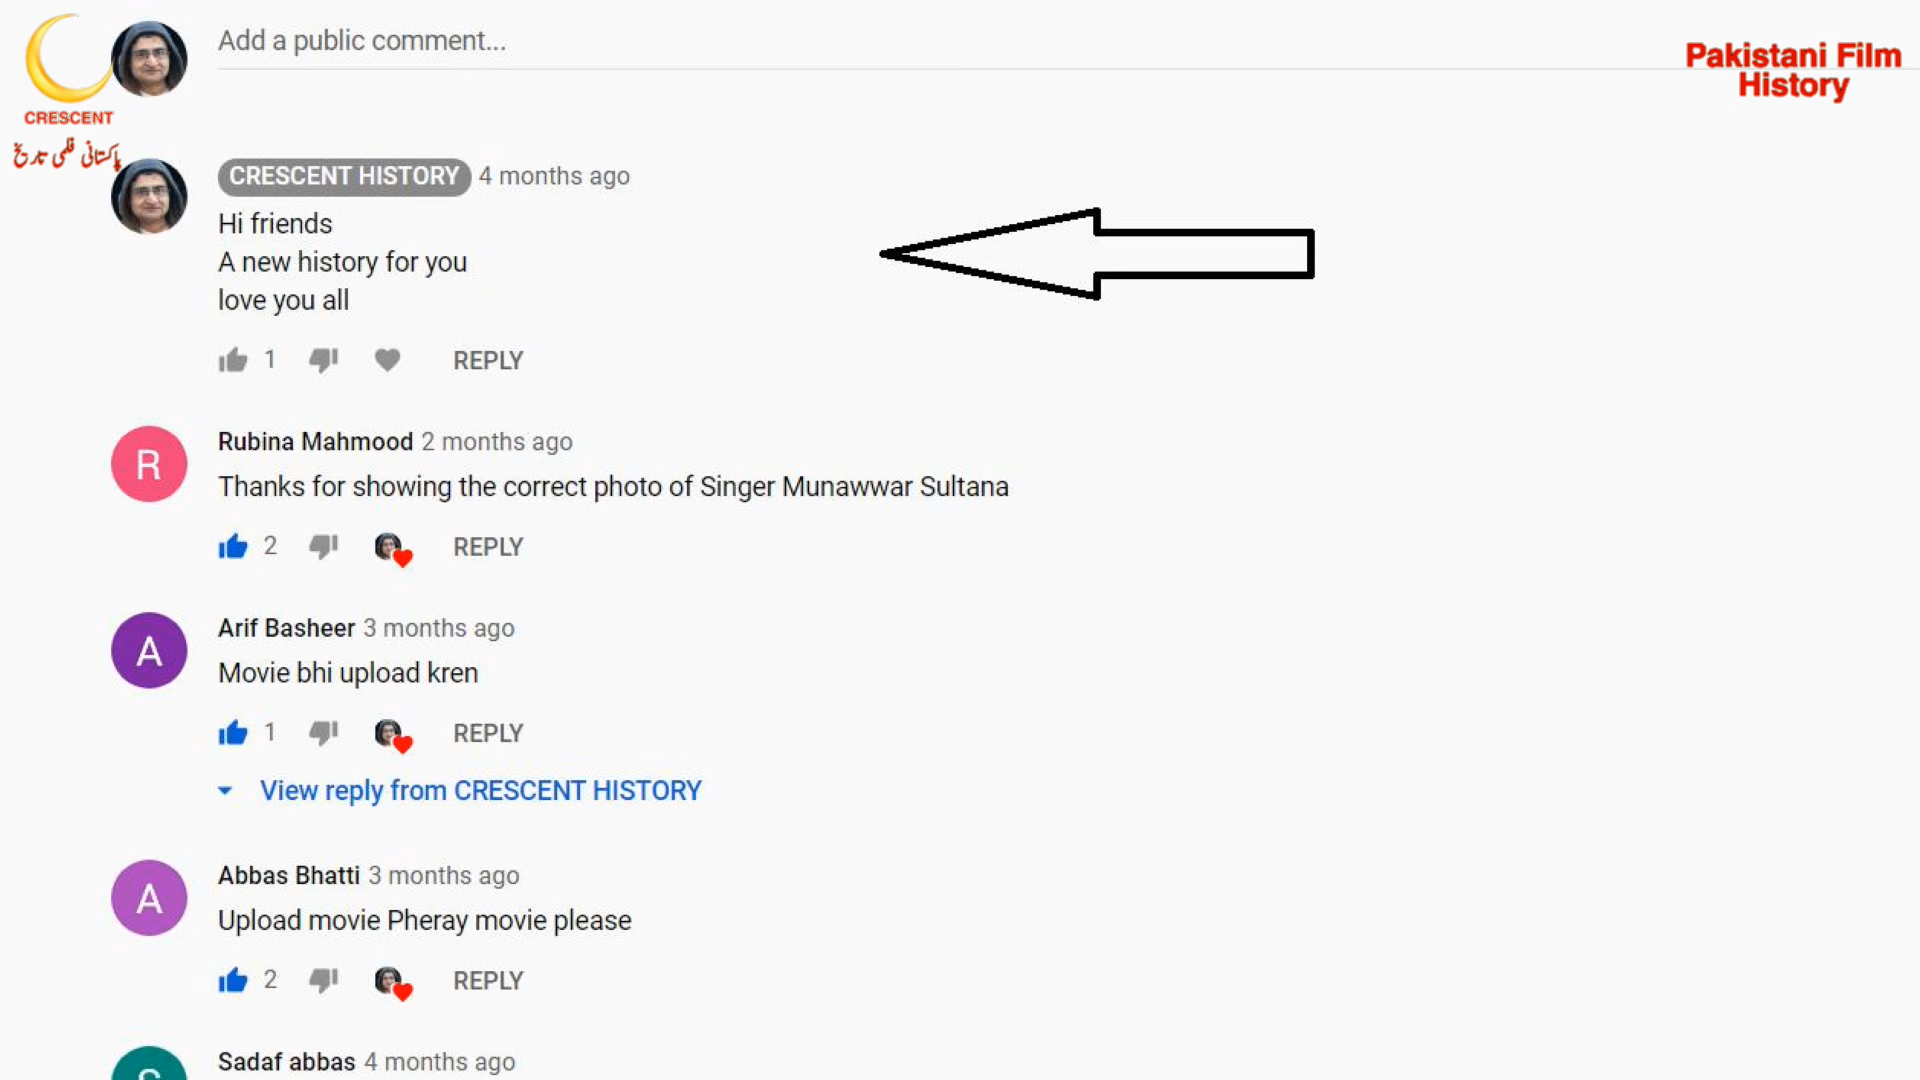 Add a public comment...
Pakistani Film
History
CRESCENT
پاکستانی فلمی تاریخ
CRESCENT HISTORY 4 months ago
Hi friends
A new history for you
love you all
1 REPLY
R
Rubina Mahmood 2 months ago
Thanks for showing the correct photo of Singer Munawwar Sultana
2 REPLY
A
Arif Basheer 3 months ago
Movie bhi upload kren
1 REPLY
View reply from CRESCENT HISTORY
A
Abbas Bhatti 3 months ago
Upload movie Pheray movie please
2 REPLY
S
Sadaf abbas 4 months ago